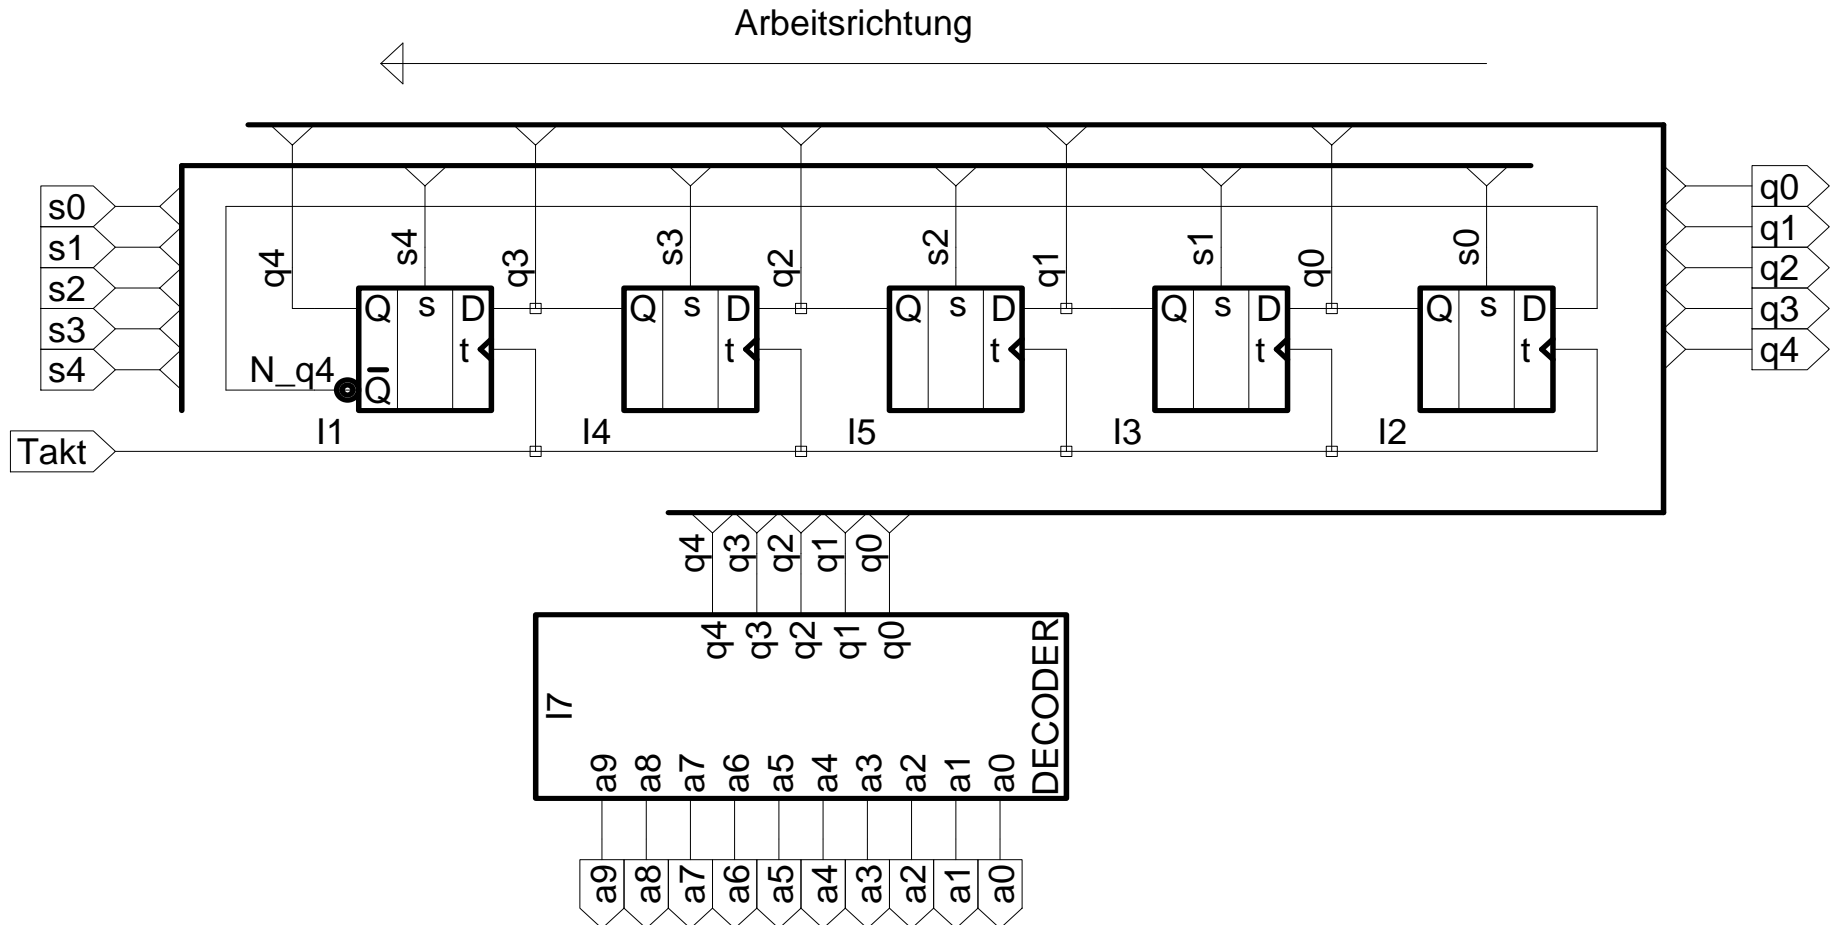 Arbeitsrichtung
s0
s1
s2
s3
s4
q0
q1
q2
q3
q4
q4
s4
q3
s3
q2
s2
q1
s1
q0
s0
Q s D
t
Q
Q s D
t
Q s D
t
Q s D
t
Q s D
t
N_q4
I1
I4
I5
I3
I2
Takt
q4 q3 q2 q1 q0
q4 q3 q2 q1 q0
I7
DECODER
a9 a8 a7 a6 a5 a4 a3 a2 a1 a0
a9 a8 a7 a6 a5 a4 a3 a2 a1 a0